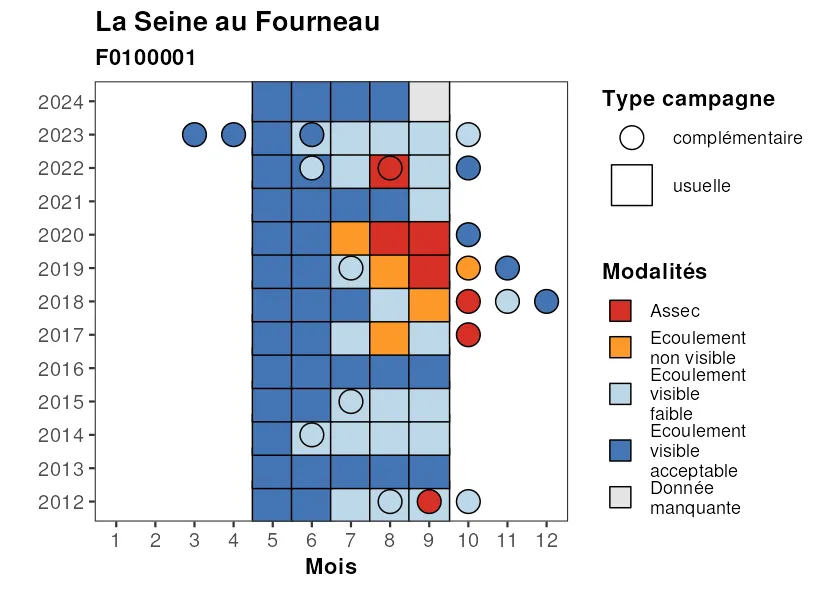 La Seine au Fourneau
F0100001
2024
2023
2022
2021
2020
2019
2018
2017
2016
2015
2014
2013
2012
1 2 3 4 5 6 7 8 9 10 11 12
Mois
Type campagne
complémentaire
usuelle
Modalités
Assec
Ecoulement
non visible
Ecoulement
visible
faible
Ecoulement
visible
acceptable
Donnée
manquante